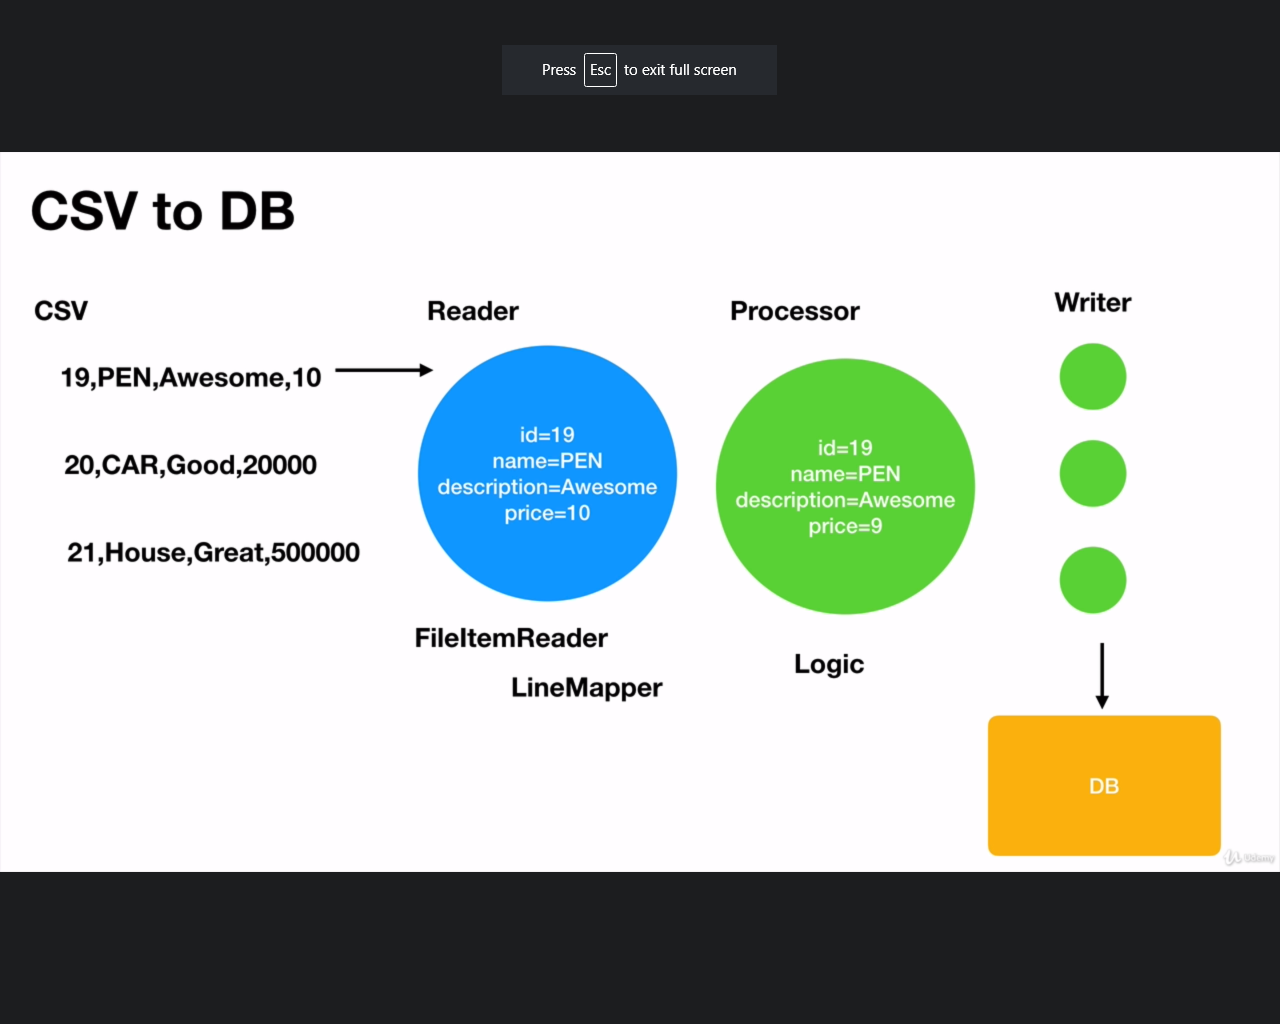 Press Esc to exit full screen
CSV to DB
CSV
Reader
Processor
Writer
19,PEN,Awesome,10
20,CAR,Good,20000
21,House,Great,500000
id=19
name=PEN
description=Awesome
price=10
id=19
name=PEN
description=Awesome
price=9
FileItemReader
LineMapper
Logic
DB
Udemy